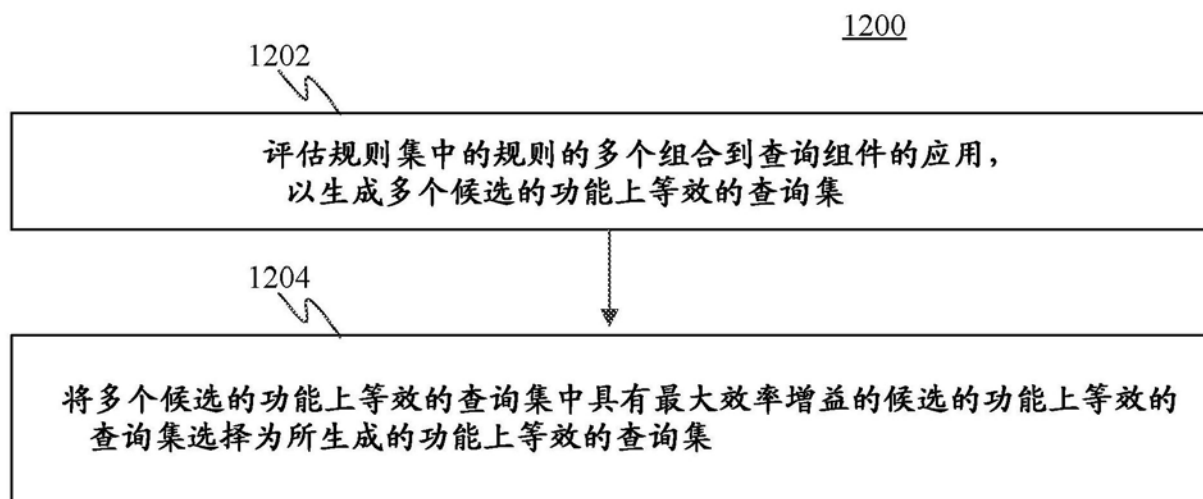 1200
1202
评估规则集中的规则的多个组合到查询组件的应用，
以生成多个候选的功能上等效的查询集
1204
将多个候选的功能上等效的查询集中具有最大效率增益的候选的功能上等效的
查询集选择为所生成的功能上等效的查询集